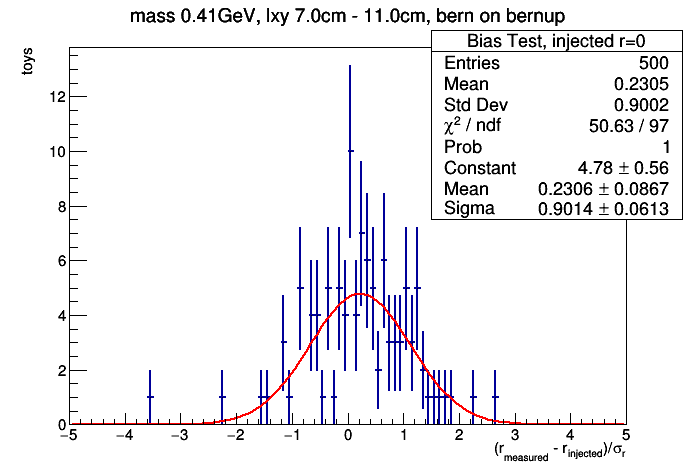 mass 0.41GeV, lxy 7.0cm - 11.0cm, bern on bernup
Bias Test, injected r=0
Entries 500
Mean 0.2305
Std Dev 0.9002
χ² / ndf 50.63 / 97
Prob 1
Constant 4.78 ± 0.56
Mean 0.2306 ± 0.0867
Sigma 0.9014 ± 0.0613
toys
12
10
8
6
4
2
0
−5 −4 −3 −2 −1 0 1 2 3 4 5
(r_measured - r_injected)/σ_r